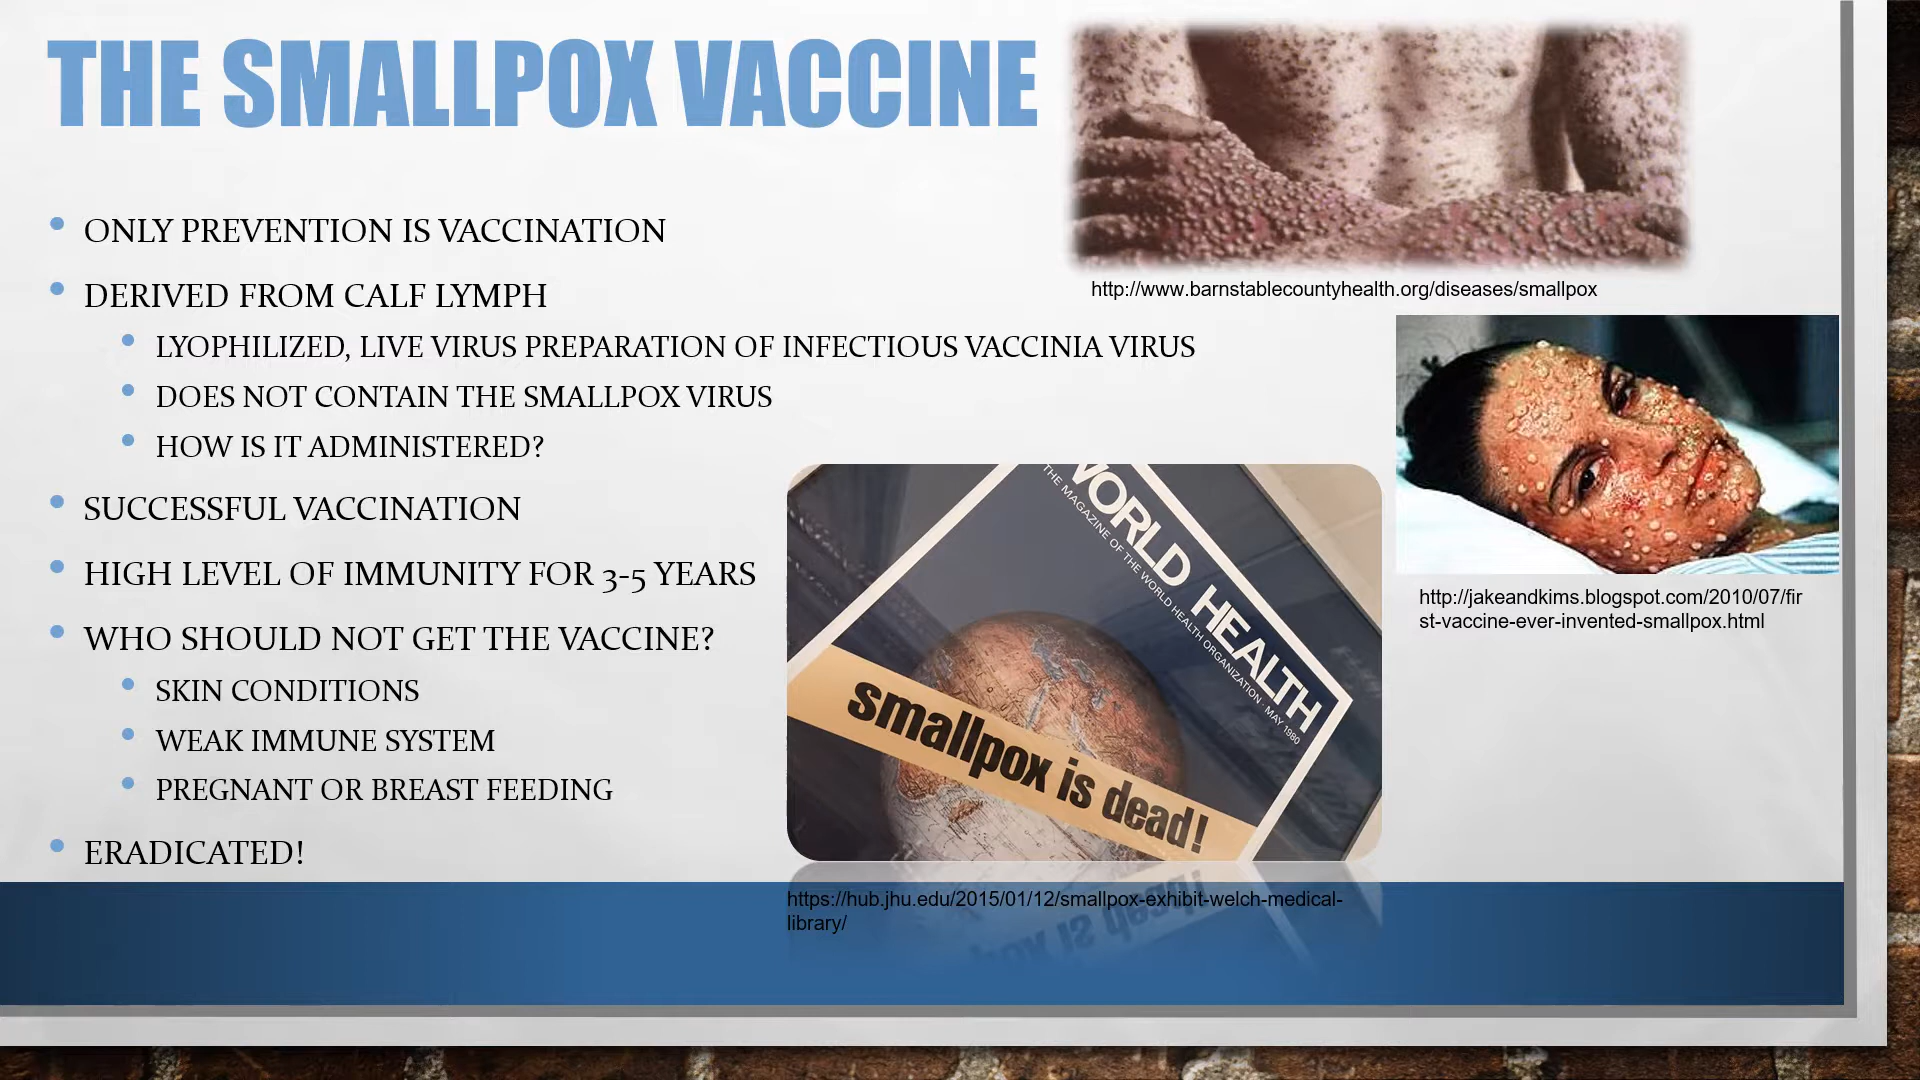 THE SMALLPOX VACCINE
ONLY PREVENTION IS VACCINATION
DERIVED FROM CALF LYMPH
LYOPHILIZED, LIVE VIRUS PREPARATION OF INFECTIOUS VACCINIA VIRUS
DOES NOT CONTAIN THE SMALLPOX VIRUS
HOW IS IT ADMINISTERED?
SUCCESSFUL VACCINATION
HIGH LEVEL OF IMMUNITY FOR 3-5 YEARS
WHO SHOULD NOT GET THE VACCINE?
SKIN CONDITIONS
WEAK IMMUNE SYSTEM
PREGNANT OR BREAST FEEDING
ERADICATED!
http://www.barnstablecountyhealth.org/diseases/smallpox
http://jakeandkims.blogspot.com/2010/07/fir
st-vaccine-ever-invented-smallpox.html
WORLD HEALTH
THE MAGAZINE OF THE WORLD HEALTH ORGANIZATION · MAY 1980
smallpox is dead!
https://hub.jhu.edu/2015/01/12/smallpox-exhibit-welch-medical-
library/